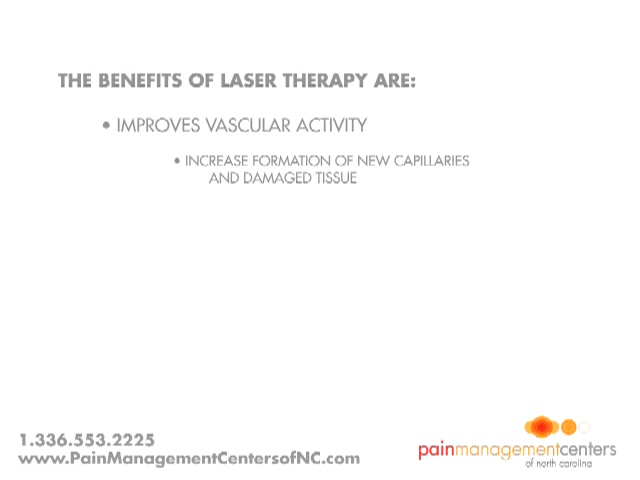 THE BENEFITS OF LASER THERAPY ARE:
• IMPROVES VASCULAR ACTIVITY
• INCREASE FORMATION OF NEW CAPILLARIES
AND DAMAGED TISSUE
1.336.553.2225
www.PainManagementCentersofNC.com
painmanagementcenters
of north carolina